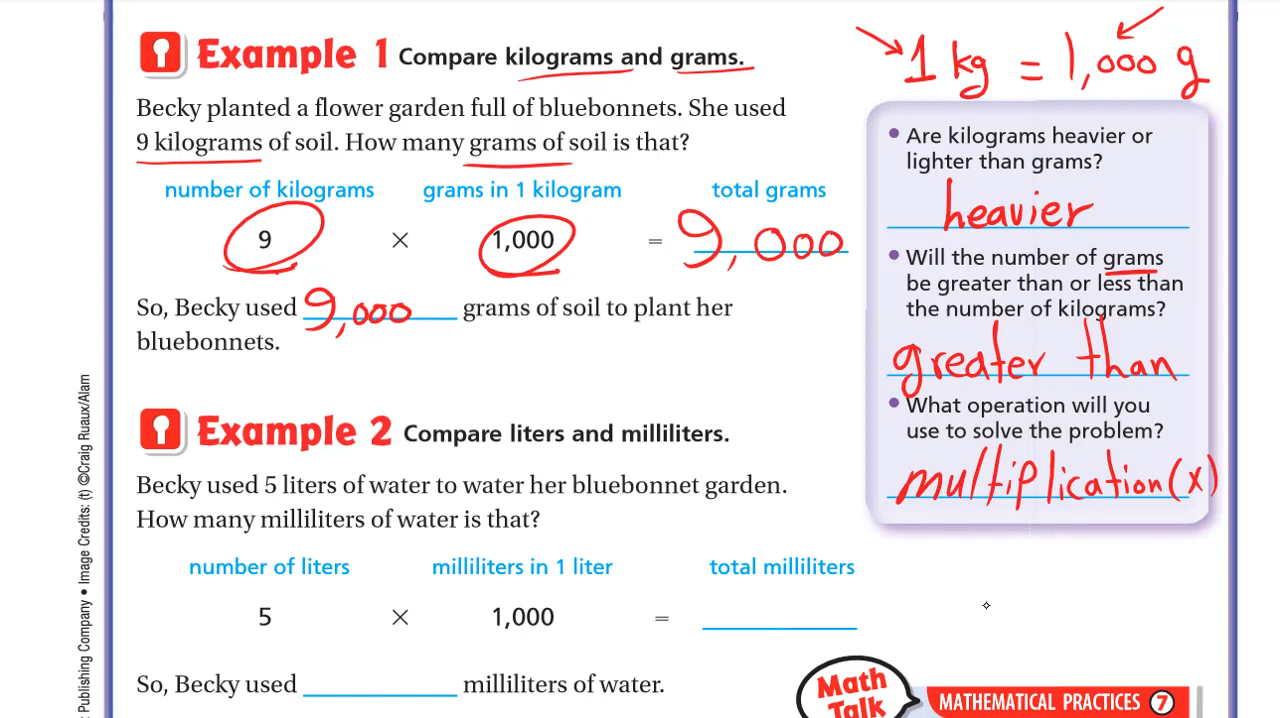 Example 1 Compare kilograms and grams.
1 kg = 1,000 g
Becky planted a flower garden full of bluebonnets. She used
9 kilograms of soil. How many grams of soil is that?
number of kilograms grams in 1 kilogram total grams
9 × 1,000 = 9,000
So, Becky used 9,000 grams of soil to plant her
bluebonnets.
• Are kilograms heavier or
lighter than grams?
heavier
• Will the number of grams
be greater than or less than
the number of kilograms?
greater than
• What operation will you
use to solve the problem?
multiplication (x)
Example 2 Compare liters and milliliters.
Becky used 5 liters of water to water her bluebonnet garden.
How many milliliters of water is that?
number of liters milliliters in 1 liter total milliliters
5 × 1,000 =
So, Becky used milliliters of water.
Math
Talk
MATHEMATICAL PRACTICES 7
Publishing Company • Image Credits: (t) ©Craig Ruaux/Alam